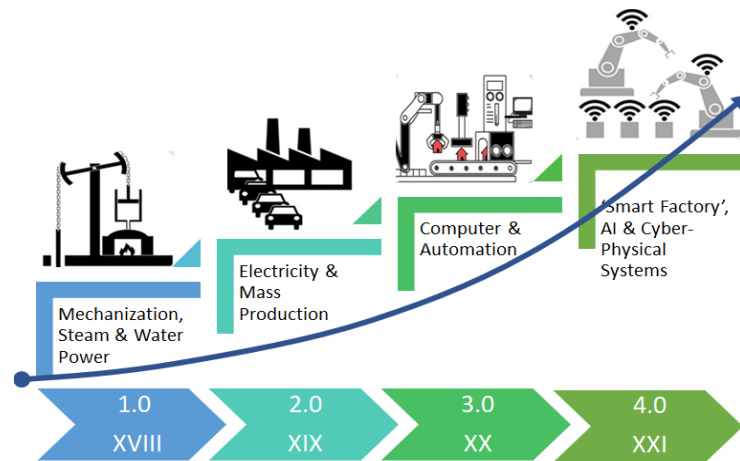 Mechanization,
Steam & Water
Power
Electricity &
Mass
Production
Computer &
Automation
‘Smart Factory’,
AI & Cyber-
Physical
Systems
1.0
XVIII
2.0
XIX
3.0
XX
4.0
XXI